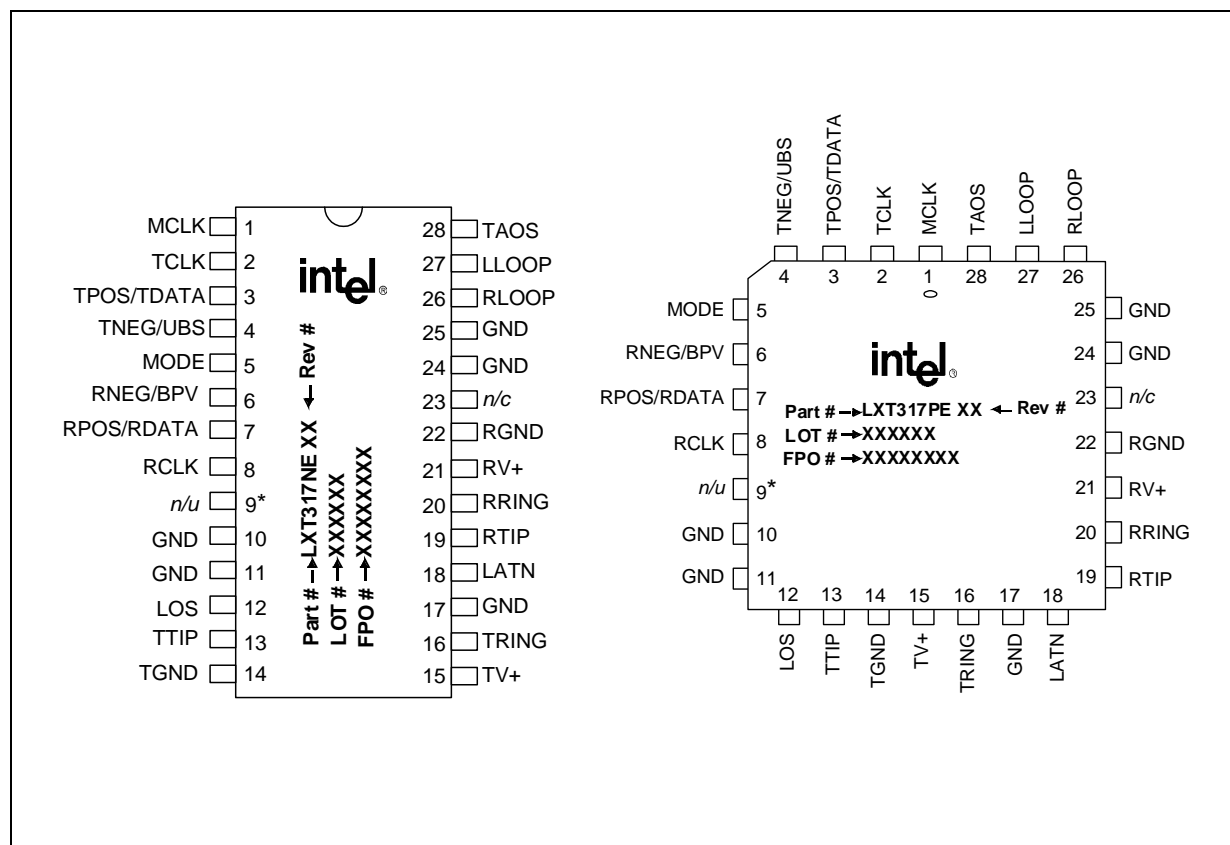 MCLK 1
TCLK 2
TPOS/TDATA 3
TNEG/UBS 4
MODE 5
RNEG/BPV 6
RPOS/RDATA 7
RCLK 8
n/u 9*
GND 10
GND 11
LOS 12
TTIP 13
TGND 14
intel®
Part # LXT317NE XX Rev #
LOT # XXXXXX
FPO # XXXXXXXX
28 TAOS
27 LLOOP
26 RLOOP
25 GND
24 GND
23 n/c
22 RGND
21 RV+
20 RRING
19 RTIP
18 LATN
17 GND
16 TRING
15 TV+
TNEG/UBS
TPOS/TDATA
TCLK
MCLK
TAOS
LLOOP
RLOOP
4 3 2 1 28 27 26
0
MODE 5
RNEG/BPV 6
RPOS/RDATA 7
RCLK 8
n/u 9*
GND 10
GND 11
intel®
Part # LXT317PE XX Rev #
LOT # XXXXXX
FPO # XXXXXXXX
25 GND
24 GND
23 n/c
22 RGND
21 RV+
20 RRING
19 RTIP
12 13 14 15 16 17 18
LOS
TTIP
TGND
TV+
TRING
GND
LATN